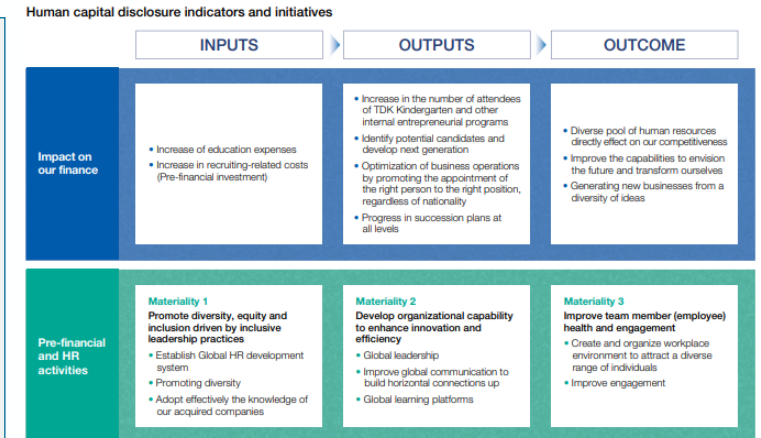 Human capital disclosure indicators and initiatives
INPUTS
OUTPUTS
OUTCOME
Impact on
our finance
• Increase of education expenses
• Increase in recruiting-related costs
(Pre-financial investment)
• Increase in the number of attendees
of TDK Kindergarten and other
internal entrepreneurial programs
• Identify potential candidates and
develop next generation
• Optimization of business operations
by promoting the appointment of
the right person to the right position,
regardless of nationality
• Progress in succession plans at
all levels
• Diverse pool of human resources
directly effect on our competitiveness
• Improve the capabilities to envision
the future and transform ourselves
• Generating new businesses from a
diversity of ideas
Pre-financial
and HR
activities
Materiality 1
Promote diversity, equity and
inclusion driven by inclusive
leadership practices
• Establish Global HR development
system
• Promoting diversity
• Adopt effectively the knowledge of
our acquired companies
Materiality 2
Develop organizational capability
to enhance innovation and
efficiency
• Global leadership
• Improve global communication to
build horizontal connections up
• Global learning platforms
Materiality 3
Improve team member (employee)
health and engagement
• Create and organize workplace
environment to attract a diverse
range of individuals
• Improve engagement